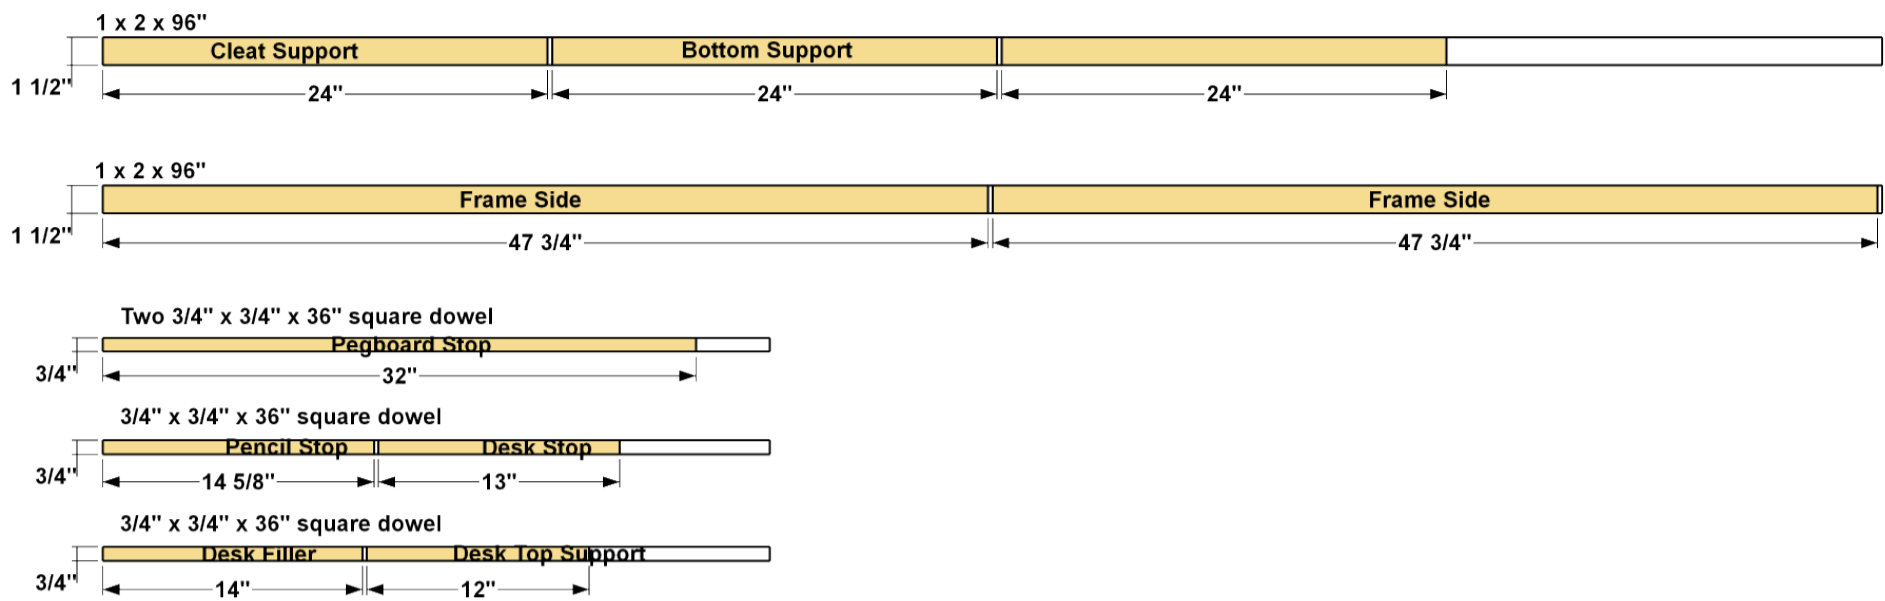 1 x 2 x 96"
Cleat Support Bottom Support
1 1/2"
24" 24" 24"
1 x 2 x 96"
Frame Side Frame Side
1 1/2"
47 3/4" 47 3/4"
Two 3/4" x 3/4" x 36" square dowel
Pegboard Stop
3/4"
32"
3/4" x 3/4" x 36" square dowel
Pencil Stop Desk Stop
3/4"
14 5/8" 13"
3/4" x 3/4" x 36" square dowel
Desk Filler Desk Top Support
3/4"
14" 12"